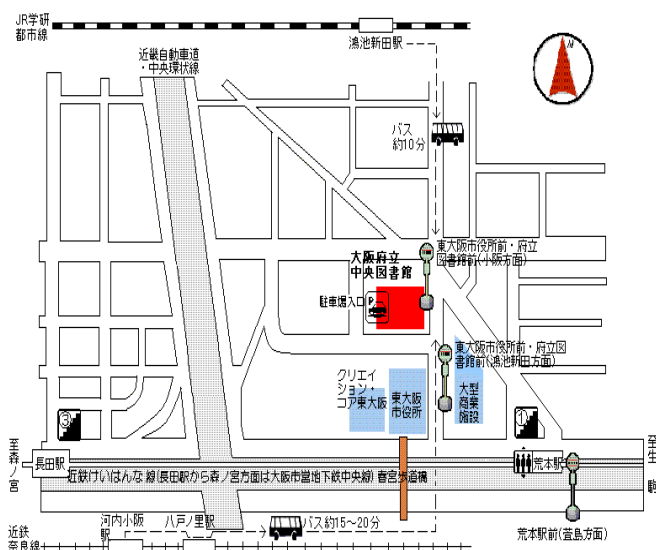 JR学研
都市線
鴻池新田駅
近畿自動車道
・中央環状線
N
バス
約10分
東大阪市役所前・府立
図書館前(小阪方面)
大阪府立
中央図書館
駐車場入口
P
東大阪市役所前・府立図
書館前(鴻池新田方面)
クリエイ
ション・
コア東大阪
東大阪
市役所
大型
商業
施設
③
①
至森ノ宮
長田駅
荒本駅
至生駒
近鉄けいはんな線(長田駅から森ノ宮方面は大阪市営地下鉄中央線)
春宮歩道橋
近鉄
奈良線
河内小阪
駅
八戸ノ里駅
バス約15～20分
荒本駅前(萱島方面)